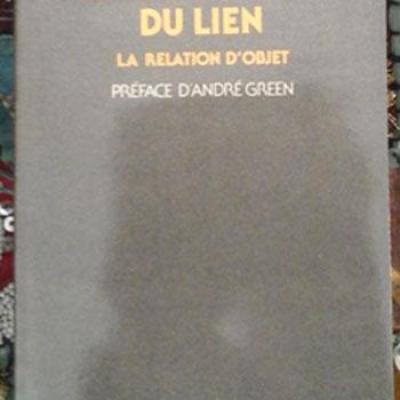 DU LIEN
LA RELATION D'OBJET
PRÉFACE D'ANDRÉ GREEN